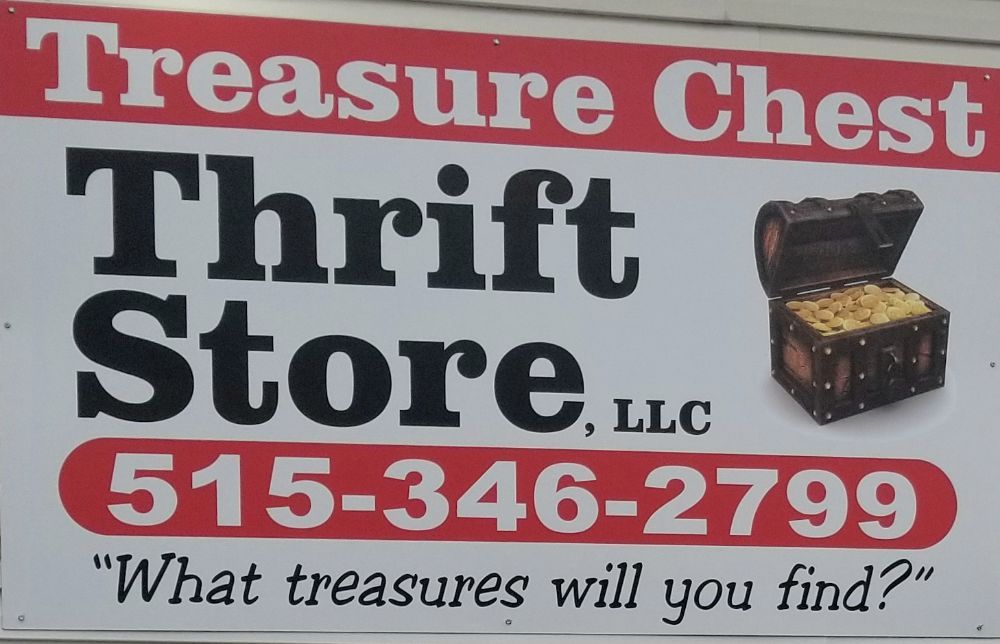 Treasure Chest
Thrift
Store, LLC
515-346-2799
"What treasures will you find?"